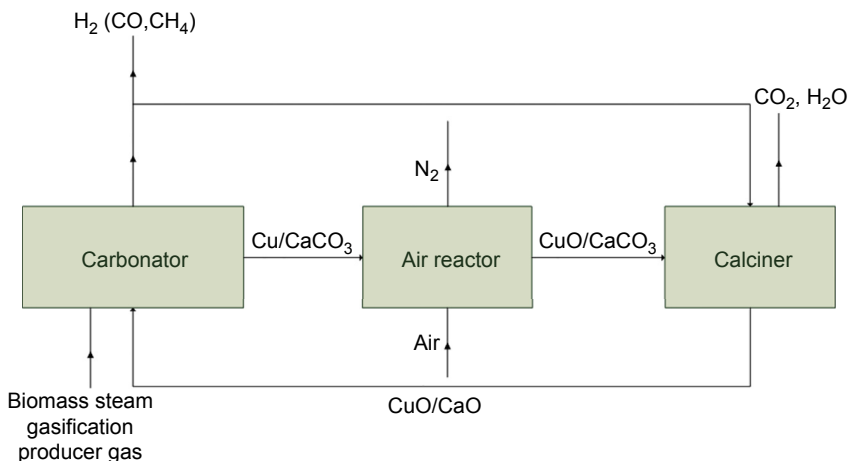 H₂ (CO,CH₄)
CO₂, H₂O
N₂
Cu/CaCO₃
CuO/CaCO₃
Carbonator
Air reactor
Calciner
Air
Biomass steam
gasification
producer gas
CuO/CaO